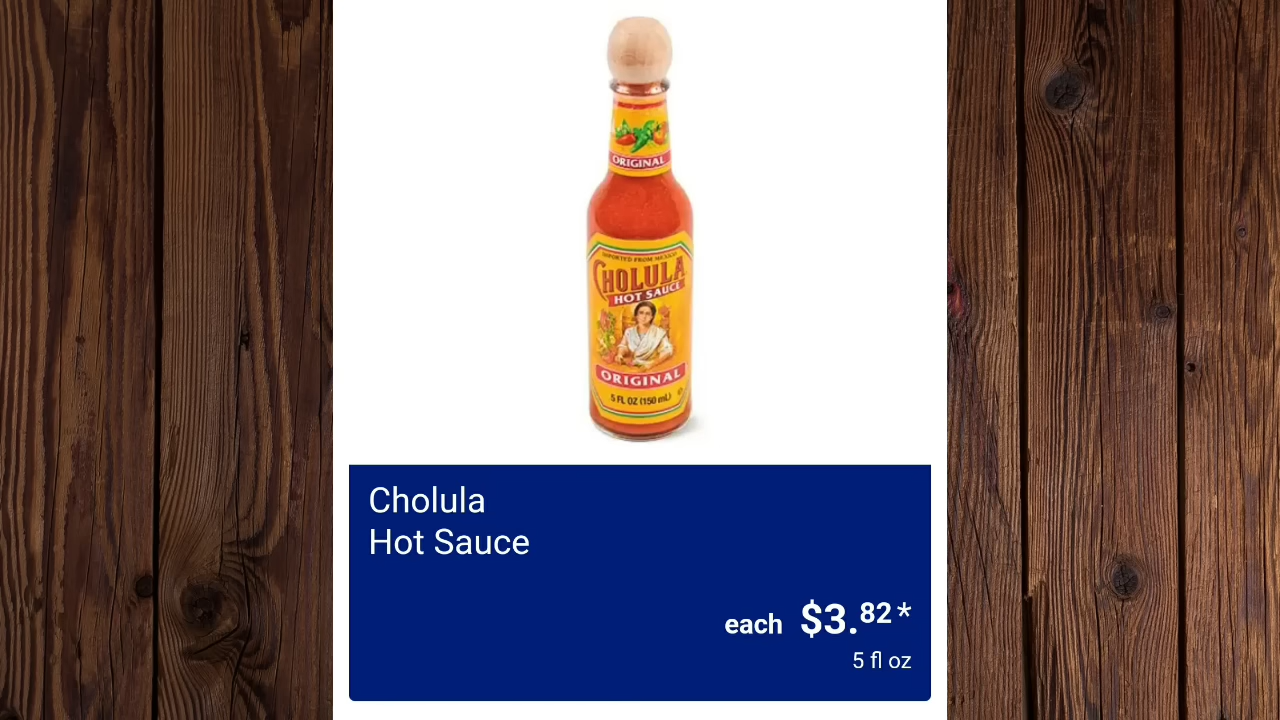 ORIGINAL
IMPORTED FROM MEXICO
CHOLULA
HOT SAUCE
ORIGINAL
5 FL OZ (150 mL)
Cholula
Hot Sauce
each $3.82*
5 fl oz